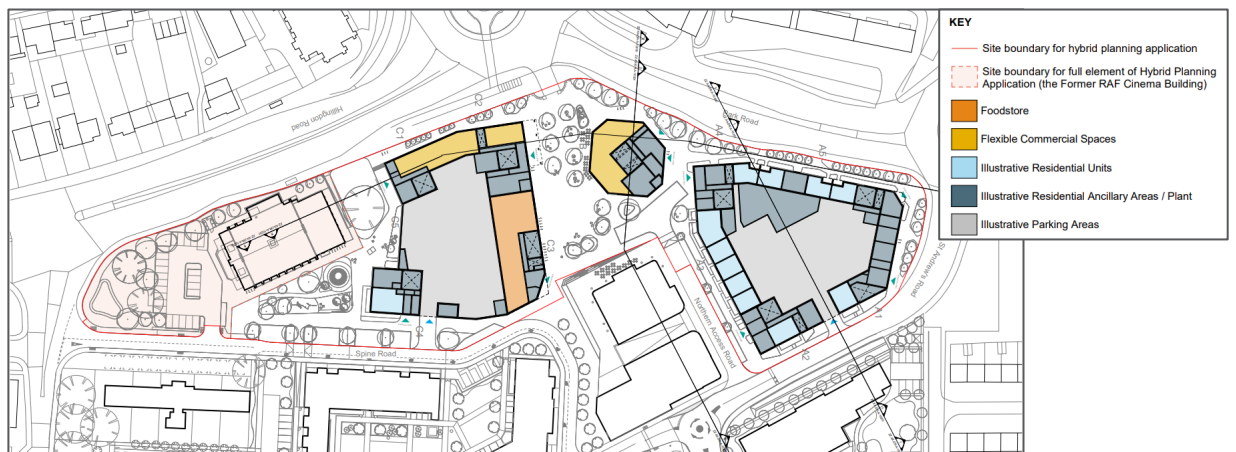 KEY
Site boundary for hybrid planning application
Site boundary for full element of Hybrid Planning
Application (the Former RAF Cinema Building)
Foodstore
Flexible Commercial Spaces
Illustrative Residential Units
Illustrative Residential Ancillary Areas / Plant
Illustrative Parking Areas
Hillingdon Road
Park Road
St Andrew's Road
Northern Access Road
Spine Road
C1
C2
C3
C4
C5
A1
A2
A3
A4
A5